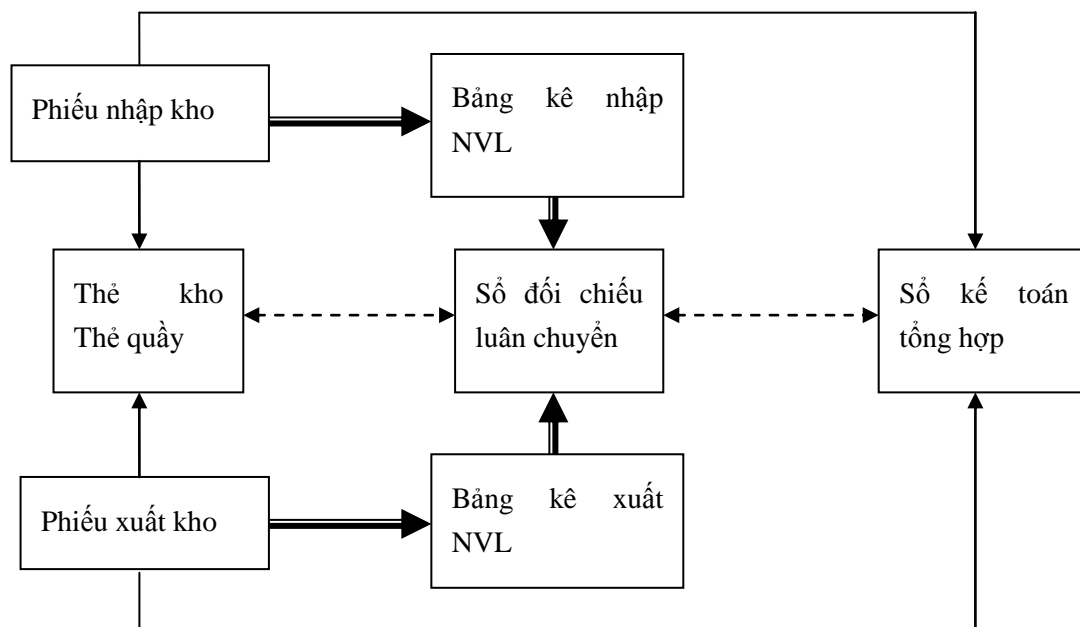 Phiếu nhập kho
Bảng kê nhập
NVL
Thẻ kho
Thẻ quầy
Sổ đối chiếu
luân chuyển
Sổ kế toán
tổng hợp
Phiếu xuất kho
Bảng kê xuất
NVL